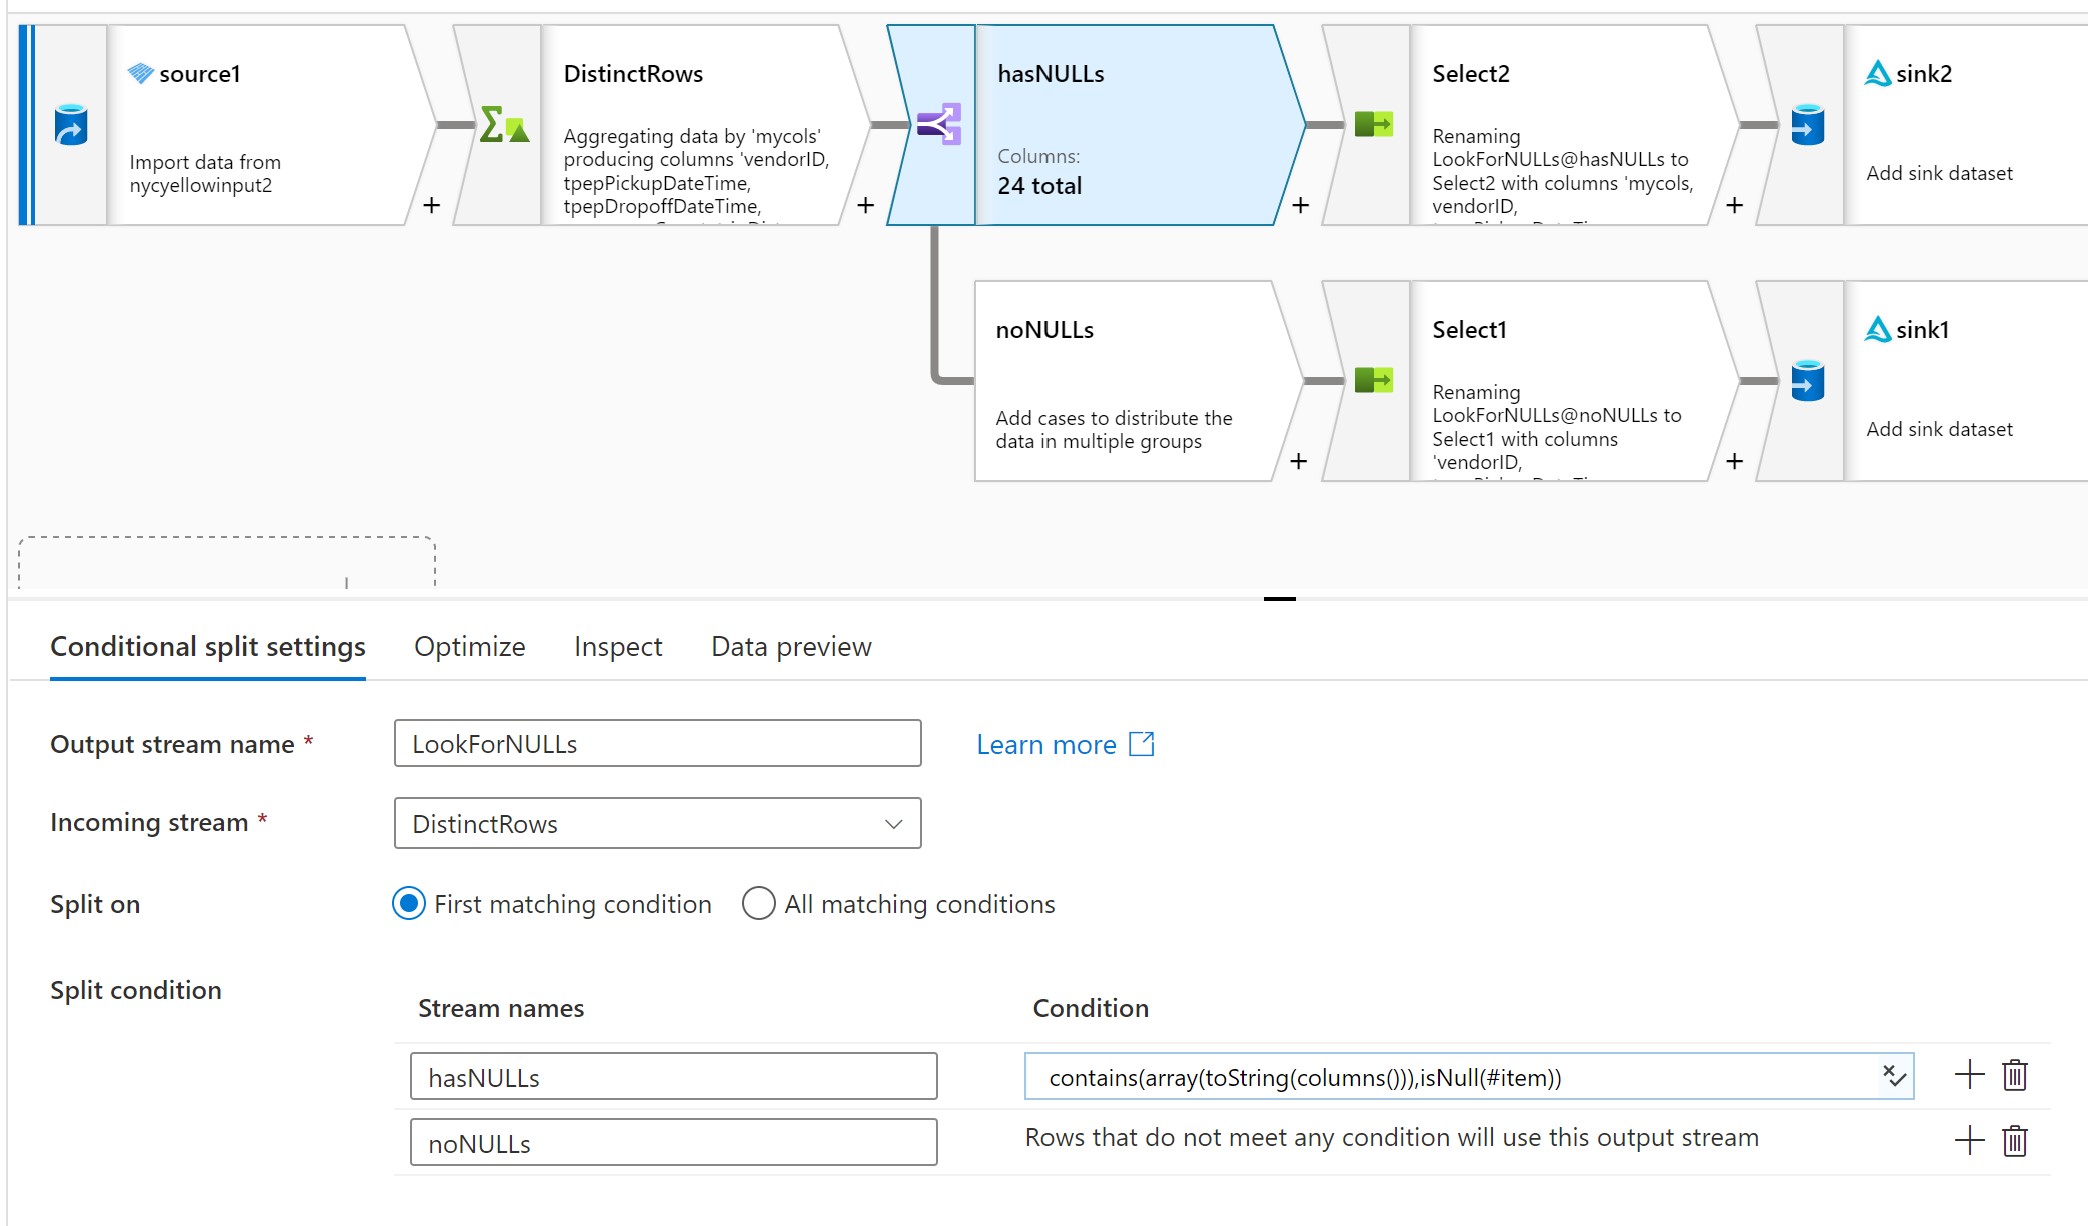 source1
Import data from
nycyellowinput2
+
DistinctRows
Aggregating data by 'mycols'
producing columns 'vendorID,
tpepPickupDateTime,
tpepDropoffDateTime,
+
hasNULLs
Columns:
24 total
+
Select2
Renaming
LookForNULLs@hasNULLs to
Select2 with columns 'mycols,
vendorID,
+
sink2
Add sink dataset
noNULLs
Add cases to distribute the
data in multiple groups
+
Select1
Renaming
LookForNULLs@noNULLs to
Select1 with columns
'vendorID,
+
sink1
Add sink dataset
Conditional split settings Optimize Inspect Data preview
Output stream name * LookForNULLs Learn more
Incoming stream * DistinctRows
Split on First matching condition All matching conditions
Split condition
Stream names Condition
hasNULLs contains(array(toString(columns())),isNull(#item))
noNULLs Rows that do not meet any condition will use this output stream